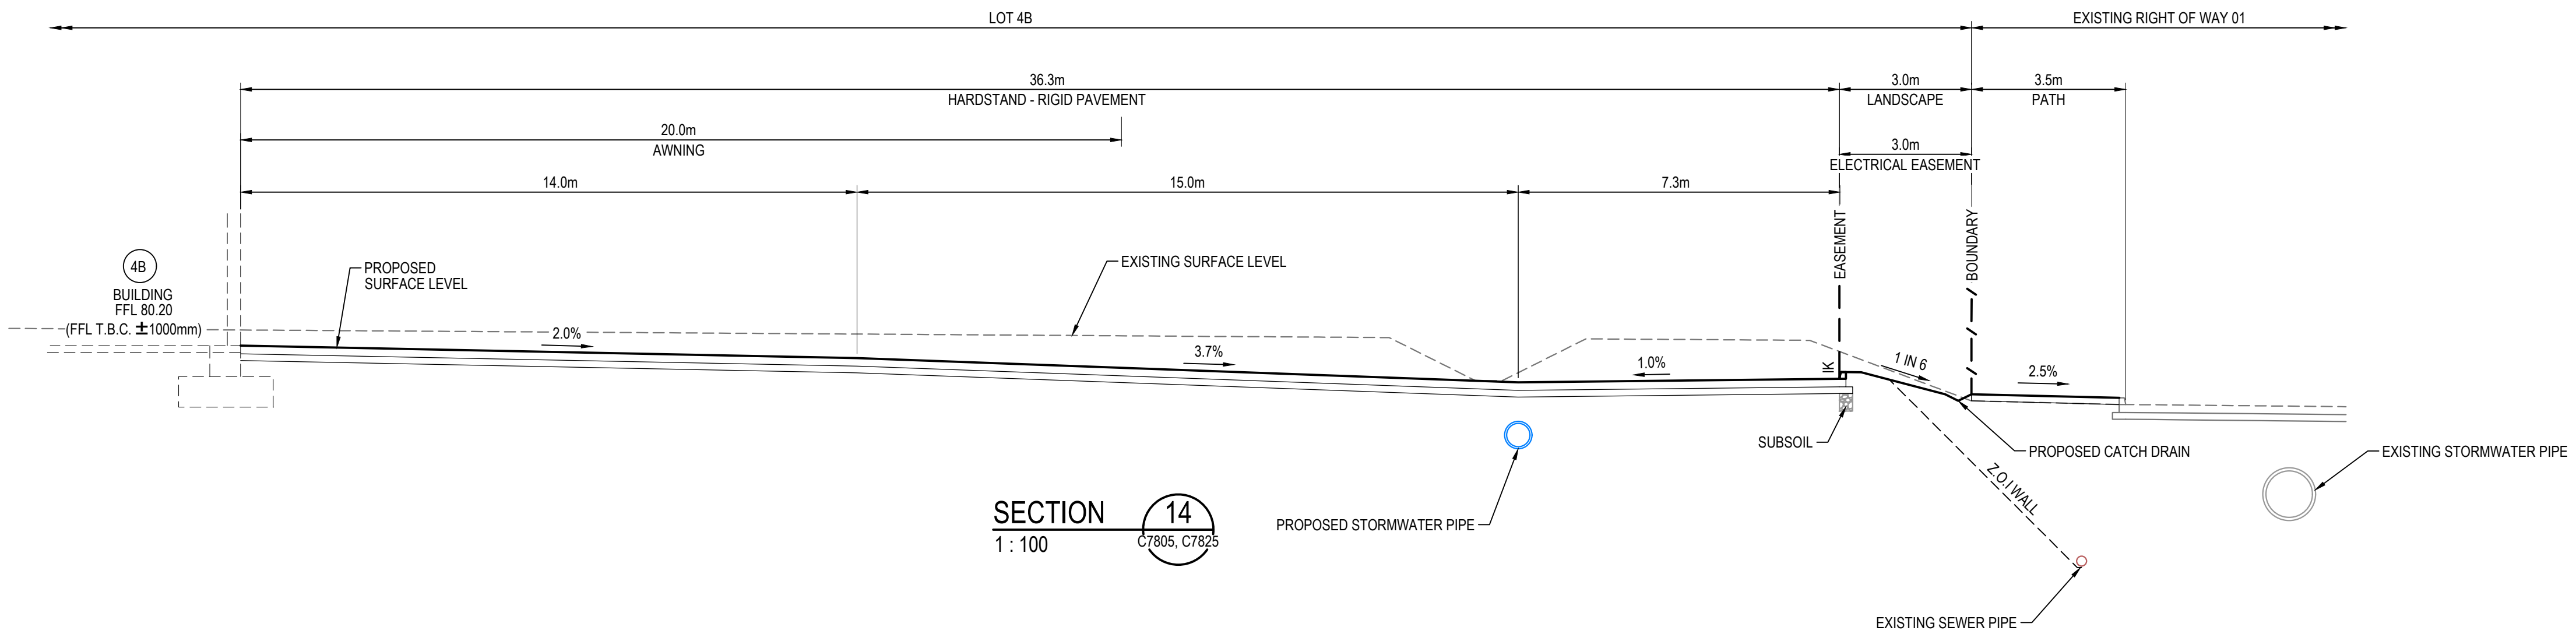 LOT 4B
EXISTING RIGHT OF WAY 01
36.3m
HARDSTAND - RIGID PAVEMENT
3.0m
LANDSCAPE
3.5m
PATH
20.0m
AWNING
3.0m
ELECTRICAL EASEMENT
14.0m
15.0m
7.3m
EASEMENT
BOUNDARY
4B
BUILDING
FFL 80.20
(FFL T.B.C. ±1000mm)
PROPOSED
SURFACE LEVEL
EXISTING SURFACE LEVEL
2.0%
3.7%
1.0%
IK
1 IN 6
2.5%
SUBSOIL
PROPOSED CATCH DRAIN
EXISTING STORMWATER PIPE
Z.O.I WALL
SECTION
14
1 : 100
C7805, C7825
PROPOSED STORMWATER PIPE
EXISTING SEWER PIPE